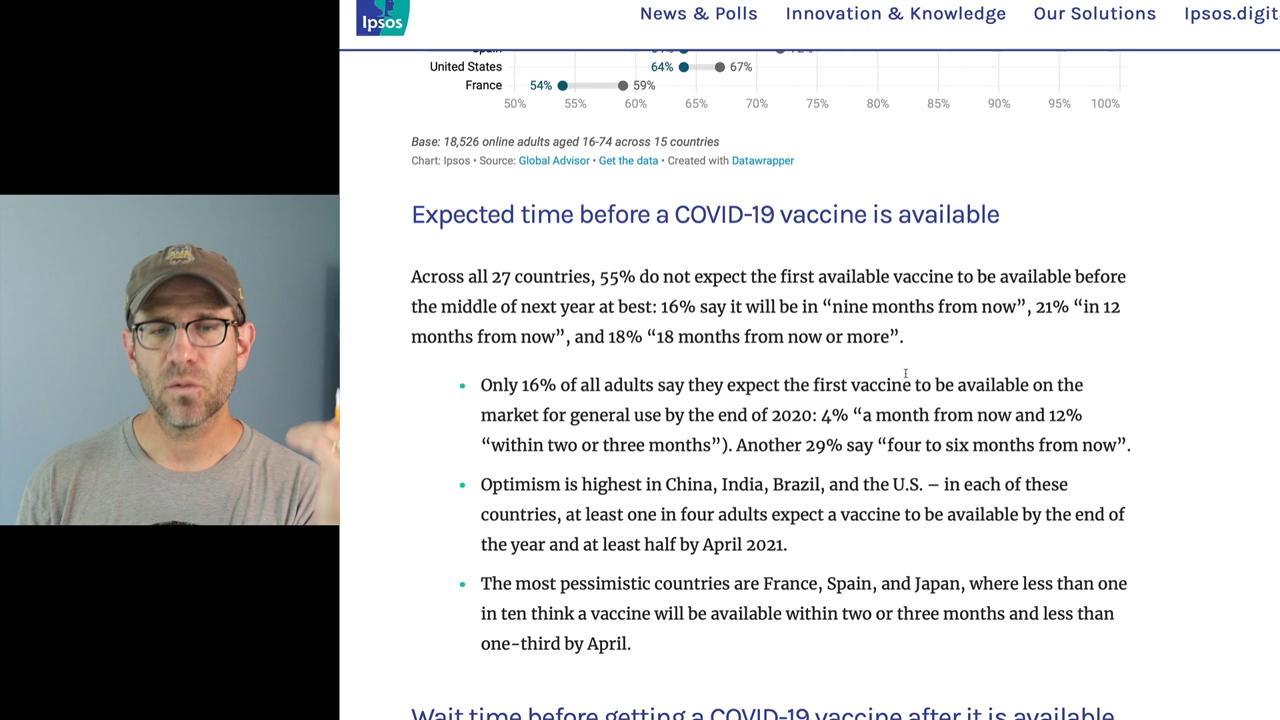 Ipsos
News & Polls Innovation & Knowledge Our Solutions
United States 64% 67%
France 54% 59%
50% 55% 60% 65% 70% 75% 80% 85% 90% 95% 100%
Base: 18,526 online adults aged 16-74 across 15 countries
Chart: Ipsos • Source: Global Advisor • Get the data • Created with Datawrapper
Expected time before a COVID-19 vaccine is available
Across all 27 countries, 55% do not expect the first available vaccine to be available before
the middle of next year at best: 16% say it will be in “nine months from now”, 21% “in 12
months from now”, and 18% “18 months from now or more”.
• Only 16% of all adults say they expect the first vaccine to be available on the
market for general use by the end of 2020: 4% “a month from now and 12%
“within two or three months”). Another 29% say “four to six months from now”.
• Optimism is highest in China, India, Brazil, and the U.S. – in each of these
countries, at least one in four adults expect a vaccine to be available by the end of
the year and at least half by April 2021.
• The most pessimistic countries are France, Spain, and Japan, where less than one
in ten think a vaccine will be available within two or three months and less than
one-third by April.
Wait time before getting a COVID-19 vaccine after it is available